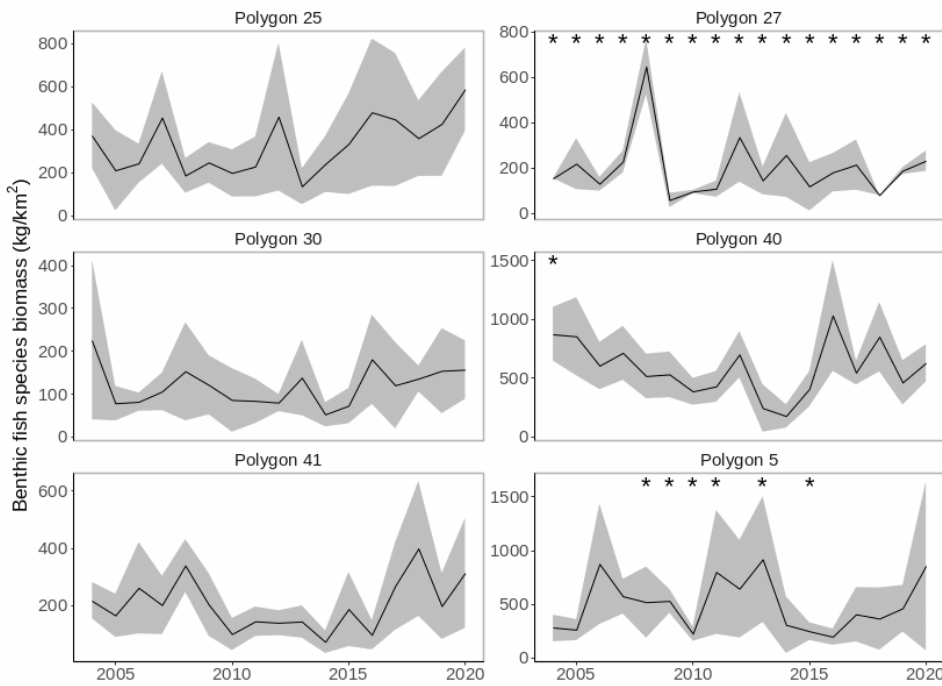 Polygon 25
Polygon 27
* * * * * * * * * * * * * * * * *
800
600
400
200
0
800
600
400
200
0
Benthic fish species biomass (kg/km²)
Polygon 30
Polygon 40
*
400
300
200
100
0
1500
1000
500
0
Polygon 41
Polygon 5
* * * * * *
600
400
200
1500
1000
500
0
2005 2010 2015 2020
2005 2010 2015 2020